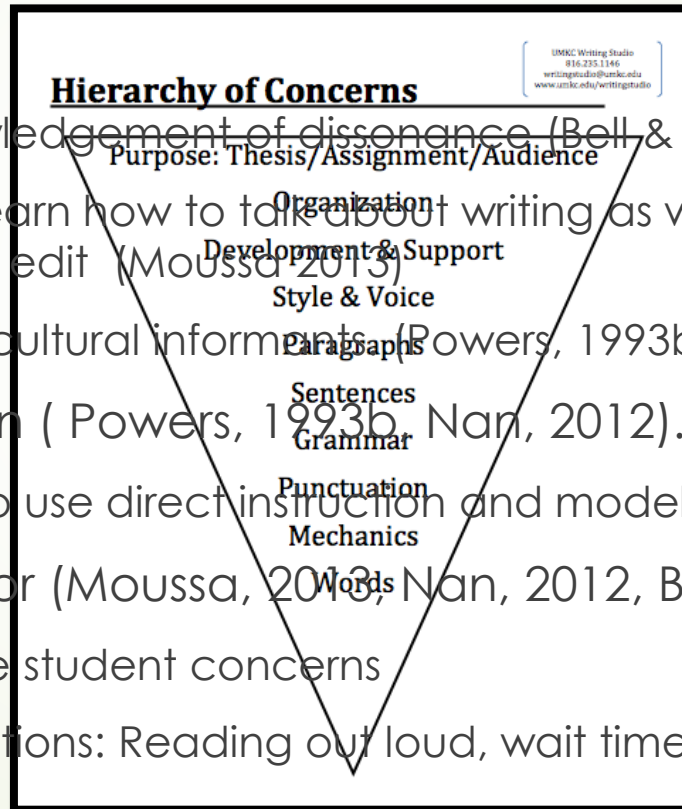 UMKC Writing Studio
816.235.1146
writingstudio@umkc.edu
www.umkc.edu/writingstudio
Hierarchy of Concerns
ledgement of dissonance (Bell &
Purpose: Thesis/Assignment/Audience
arn how to talk about writing as
Organization
edit (Moussa 2013)
Development & Support
Style & Voice
cultural informants (Powers, 1993b
Paragraphs
Sentences
( Powers, 1993b, Nan, 2012).
Grammar
use direct instruction and model
Punctuation
Mechanics
or (Moussa, 2013, Nan, 2012, B
Words
student concerns
tions: Reading out loud, wait time